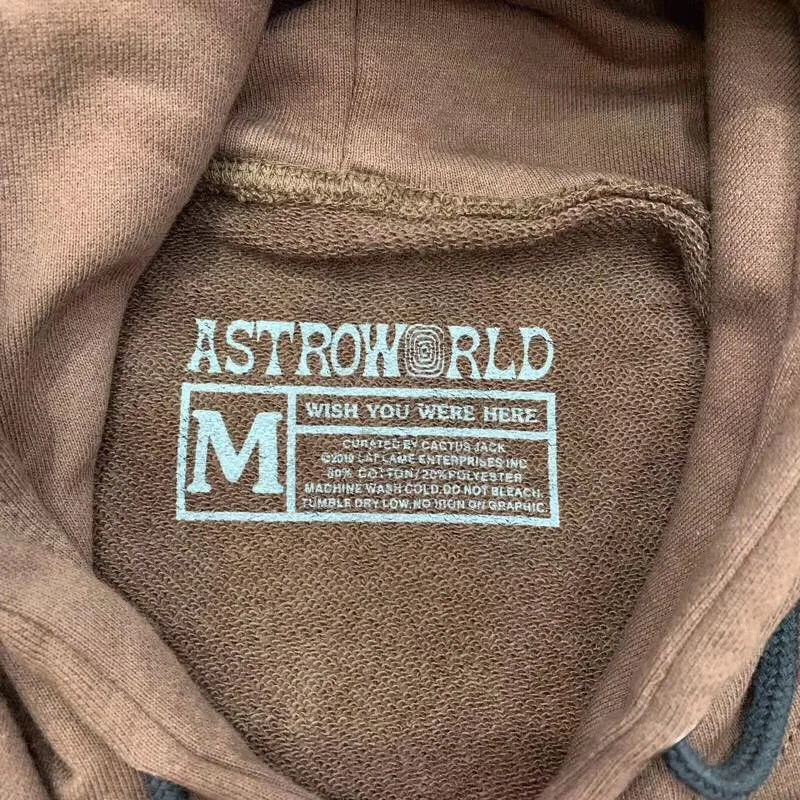 ASTROWORLD
M
WISH YOU WERE HERE
CURATED BY CACTUS JACK
©2019 LAFLAME ENTERPRISES INC
80% COTTON/20%POLYESTER
MACHINE WASH COLD. DO NOT BLEACH.
TUMBLE DRY LOW. NO IRON ON GRAPHIC.